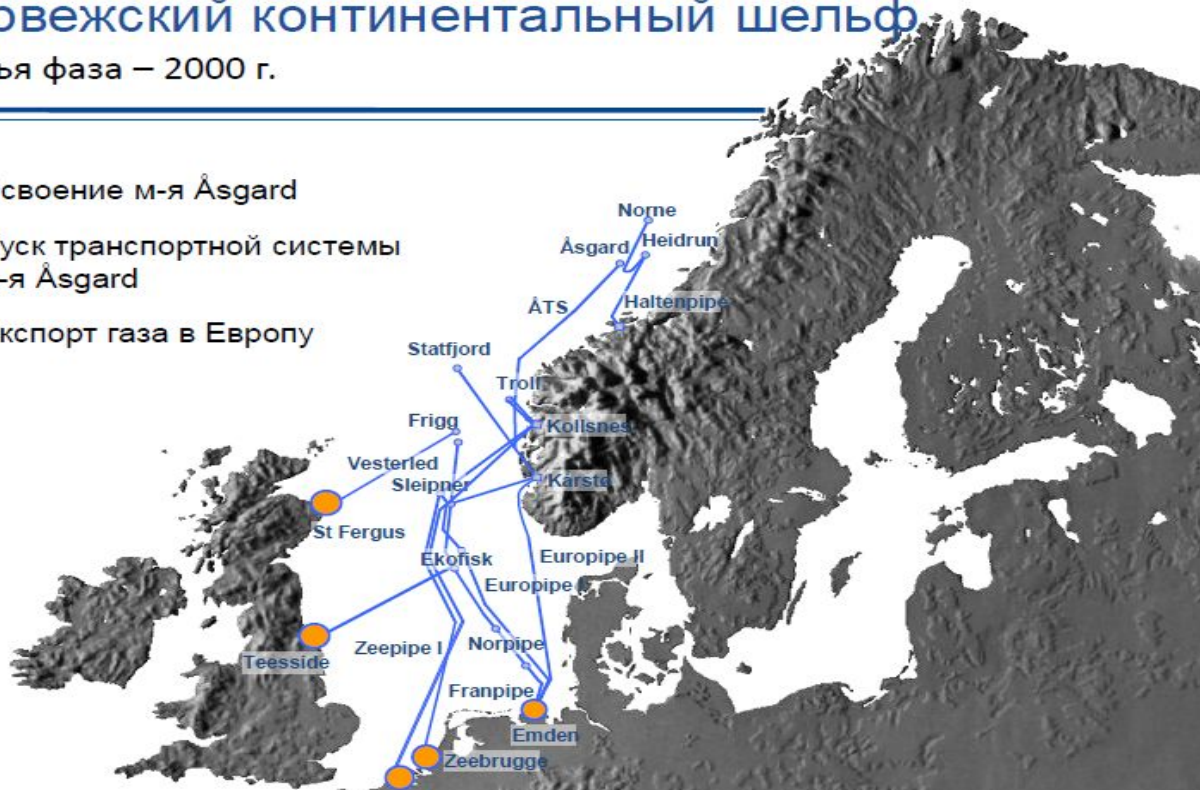 овежский континентальный шельф
ья фаза – 2000 г.
своение м-я Åsgard
уск транспортной системы
-я Åsgard
кспорт газа в Европу
Norne
Åsgard
Heidrun
ÅTS
Haltenpipe
Statfjord
Troll
Frigg
Kollsnes
Vesterled
Sleipner
Kårstø
St Fergus
Ekofisk
Europipe II
Europipe I
Zeepipe I
Norpipe
Teesside
Franpipe
Emden
Zeebrugge